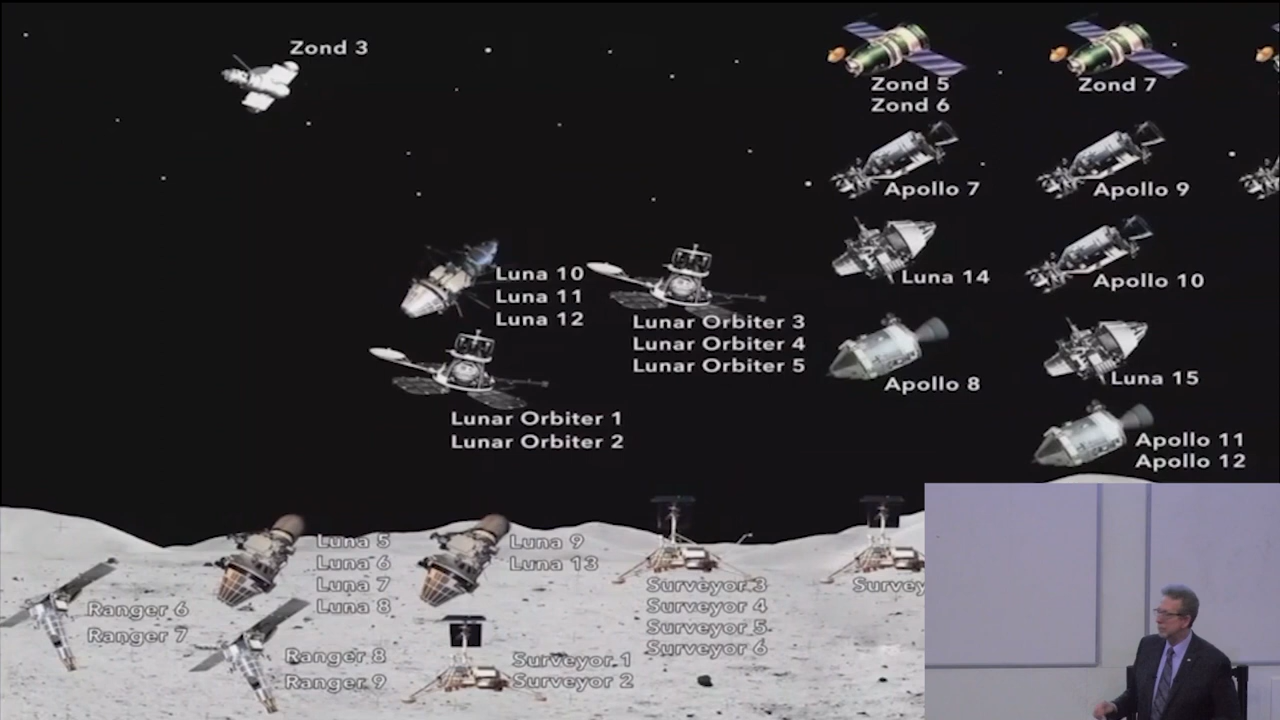 Zond 3
Zond 5
Zond 6
Zond 7
Apollo 7
Apollo 9
Luna 14
Apollo 10
Luna 10
Luna 11
Luna 12
Lunar Orbiter 3
Lunar Orbiter 4
Lunar Orbiter 5
Apollo 8
Luna 15
Lunar Orbiter 1
Lunar Orbiter 2
Apollo 11
Apollo 12
Luna 5
Luna 6
Luna 7
Luna 8
Luna 9
Luna 13
Surveyor 3
Surveyor 4
Surveyor 5
Surveyor 6
Survey
Ranger 6
Ranger 7
Ranger 8
Ranger 9
Surveyor 1
Surveyor 2